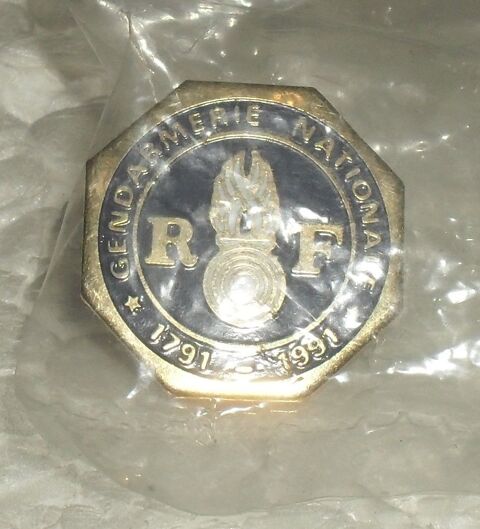 GENDARMERIE NATIONALE
R F
★ 1791 - 1991